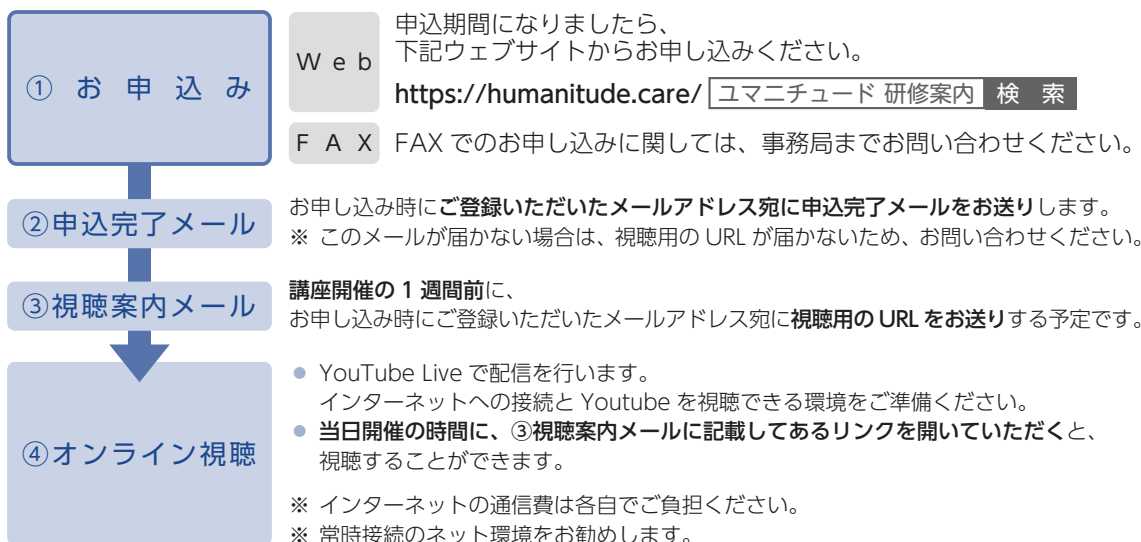 ① お 申 込 み
W e b
申込期間になりましたら、
下記ウェブサイトからお申し込みください。
https://humanitude.care/ ユマニチュード 研修案内 検 索
F A X FAX でのお申し込みに関しては、事務局までお問い合わせください。
②申込完了メール
お申し込み時にご登録いただいたメールアドレス宛に申込完了メールをお送りします。
※ このメールが届かない場合は、視聴用の URL が届かないため、お問い合わせください。
③視聴案内メール
講座開催の 1 週間前に、
お申し込み時にご登録いただいたメールアドレス宛に視聴用の URL をお送りする予定です。
④オンライン視聴
● YouTube Live で配信を行います。
インターネットへの接続と Youtube を視聴できる環境をご準備ください。
● 当日開催の時間に、③視聴案内メールに記載してあるリンクを開いていただくと、
視聴することができます。
※ インターネットの通信費は各自でご負担ください。
※ 常時接続のネット環境をお勧めします。